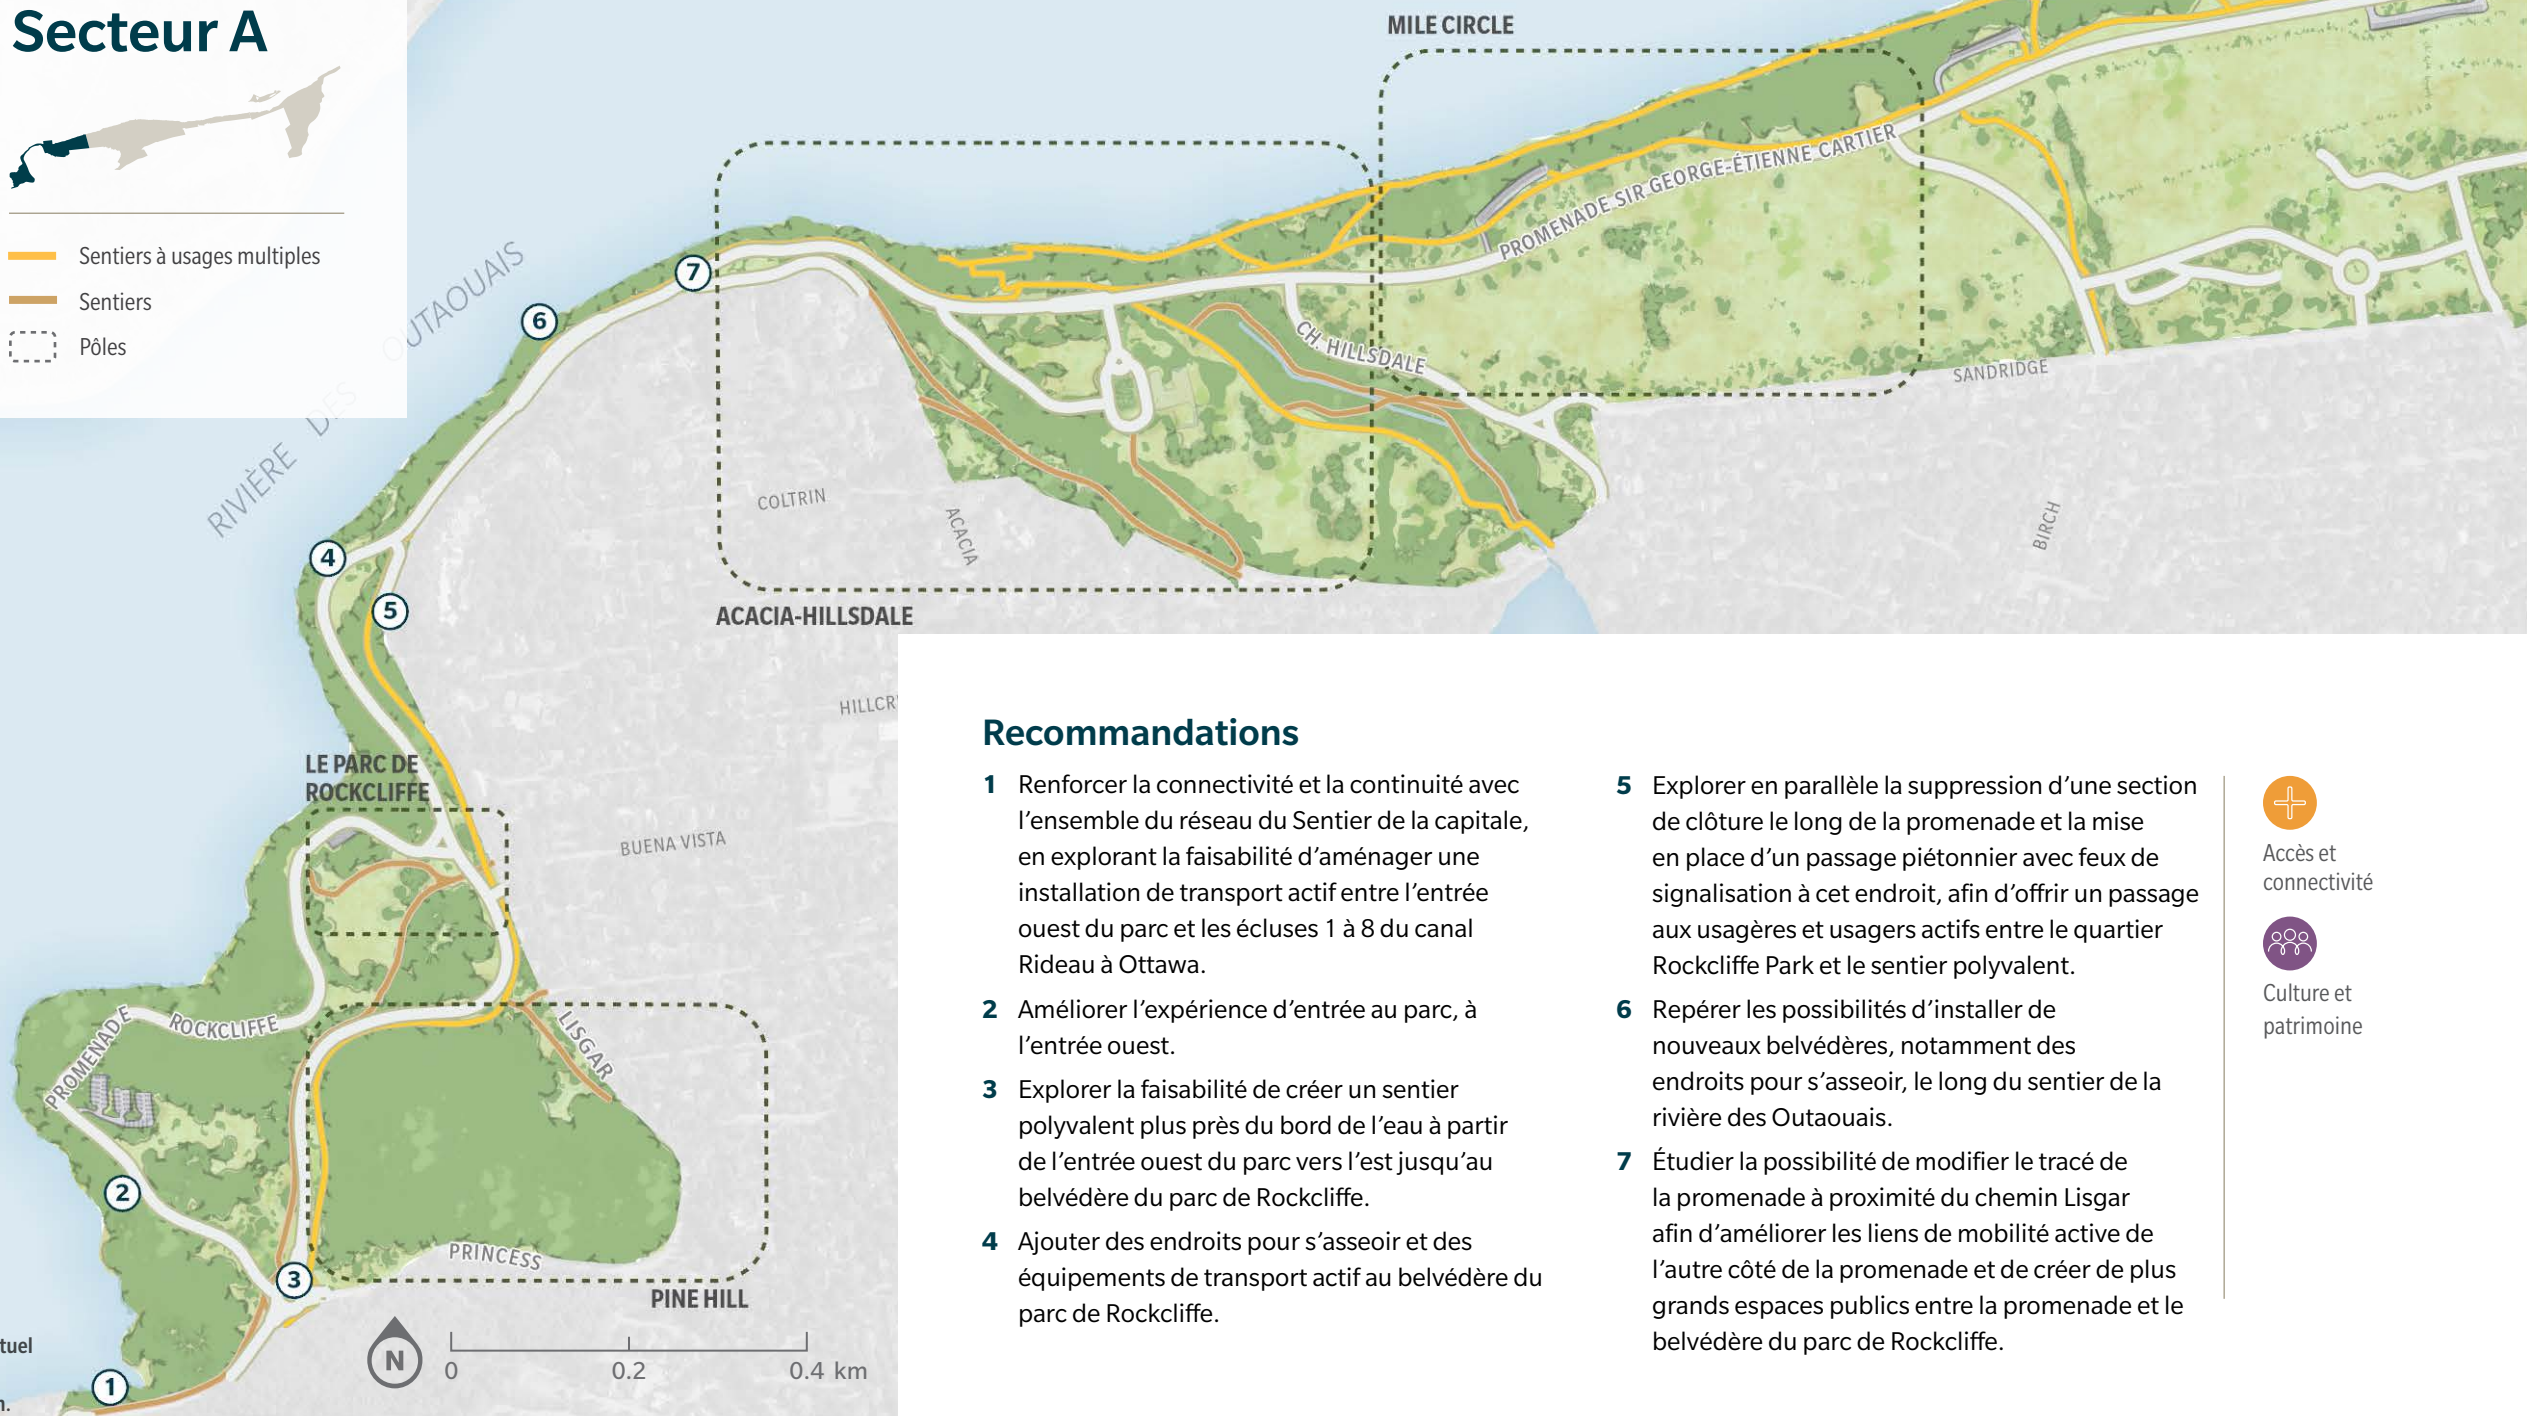 Secteur A
Sentiers à usages multiples
Sentiers
Pôles
RIVIÈRE DES OUTAOUAIS
MILE CIRCLE
PROMENADE SIR GEORGE-ÉTIENNE CARTIER
CH. HILLSDALE
SANDRIDGE
BIRCH
COLTRIN
ACACIA
ACACIA-HILLSDALE
7
6
4
5
HILLCR
LE PARC DE
ROCKCLIFFE
BUENA VISTA
PROMENADE ROCKCLIFFE
LISGAR
2
PRINCESS
3
PINE HILL
1
tuel
n.
N
0 0.2 0.4 km
Recommandations
1 Renforcer la connectivité et la continuité avec
l'ensemble du réseau du Sentier de la capitale,
en explorant la faisabilité d'aménager une
installation de transport actif entre l'entrée
ouest du parc et les écluses 1 à 8 du canal
Rideau à Ottawa.
2 Améliorer l'expérience d'entrée au parc, à
l'entrée ouest.
3 Explorer la faisabilité de créer un sentier
polyvalent plus près du bord de l'eau à partir
de l'entrée ouest du parc vers l'est jusqu'au
belvédère du parc de Rockcliffe.
4 Ajouter des endroits pour s'asseoir et des
équipements de transport actif au belvédère du
parc de Rockcliffe.
5 Explorer en parallèle la suppression d'une section
de clôture le long de la promenade et la mise
en place d'un passage piétonnier avec feux de
signalisation à cet endroit, afin d'offrir un passage
aux usagères et usagers actifs entre le quartier
Rockcliffe Park et le sentier polyvalent.
6 Repérer les possibilités d'installer de
nouveaux belvédères, notamment des
endroits pour s'asseoir, le long du sentier de la
rivière des Outaouais.
7 Étudier la possibilité de modifier le tracé de
la promenade à proximité du chemin Lisgar
afin d'améliorer les liens de mobilité active de
l'autre côté de la promenade et de créer de plus
grands espaces publics entre la promenade et le
belvédère du parc de Rockcliffe.
Accès et
connectivité
Culture et
patrimoine